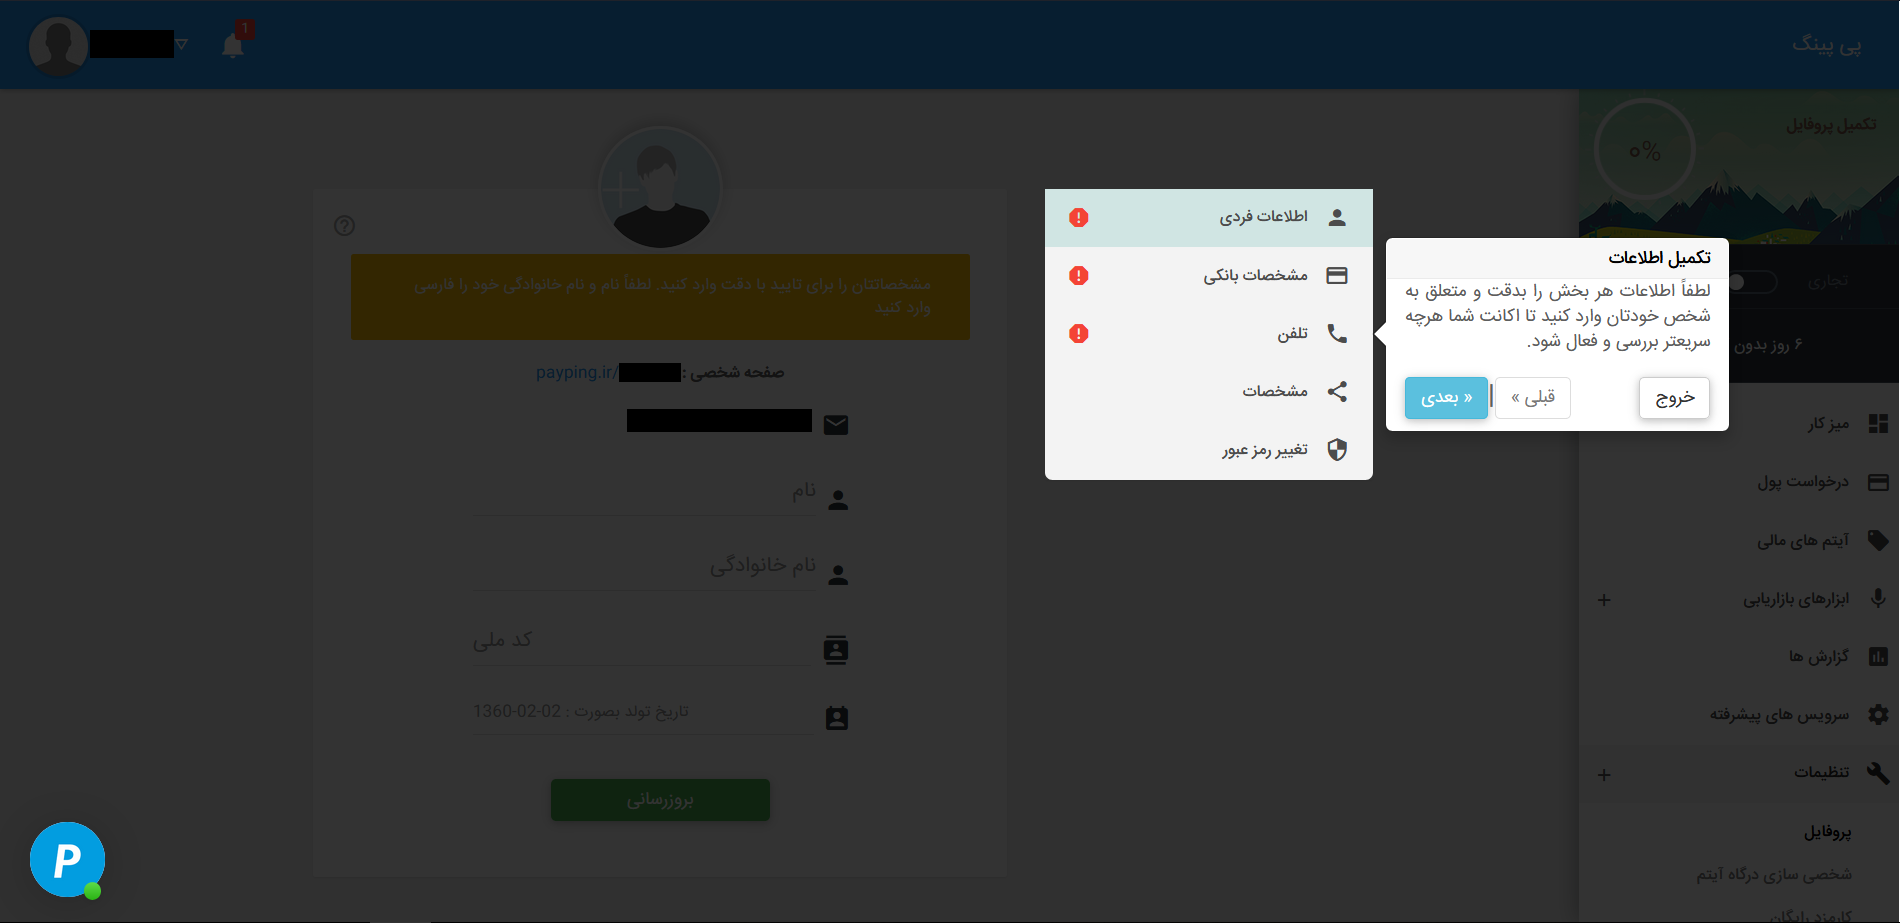 پی پینگ
1
تکمیل پروفایل
۰%
تجاری
۶ روز بدون
میز کار
درخواست پول
آیتم های مالی
ابزارهای بازاریابی
گزارش ها
سرویس های پیشرفته
تنظیمات
پروفایل
شخصی سازی درگاه آیتم
کارمزد رایگان
تکمیل اطلاعات
لطفاً اطلاعات هر بخش را بدقت و متعلق به
شخص خودتان وارد کنید تا اکانت شما هرچه
سریعتر بررسی و فعال شود.
خروج
قبلی »
« بعدی
اطلاعات فردی
مشخصات بانکی
تلفن
مشخصات
تغییر رمز عبور
مشخصاتتان را برای تایید با دقت وارد کنید. لطفاً نام و نام خانوادگی خود را فارسی
وارد کنید
صفحه شخصی : payping.ir/
نام
نام خانوادگی
کد ملی
تاریخ تولد بصورت : 02-02-1360
بروزرسانی
P